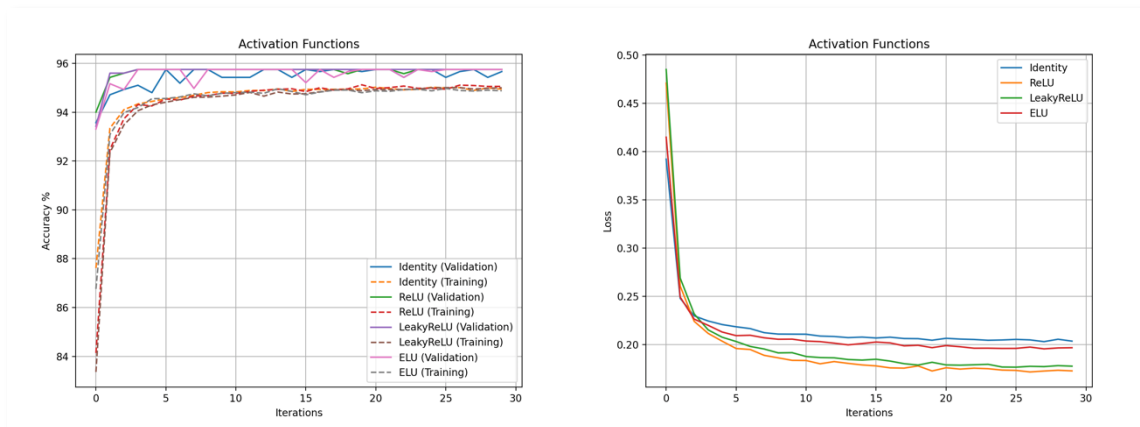 Activation Functions
Accuracy %
96
94
92
90
88
86
84
Identity (Validation)
Identity (Training)
ReLU (Validation)
ReLU (Training)
LeakyReLU (Validation)
LeakyReLU (Training)
ELU (Validation)
ELU (Training)
0 5 10 15 20 25 30
Iterations
Activation Functions
Loss
0.50
0.45
0.40
0.35
0.30
0.25
0.20
Identity
ReLU
LeakyReLU
ELU
0 5 10 15 20 25 30
Iterations